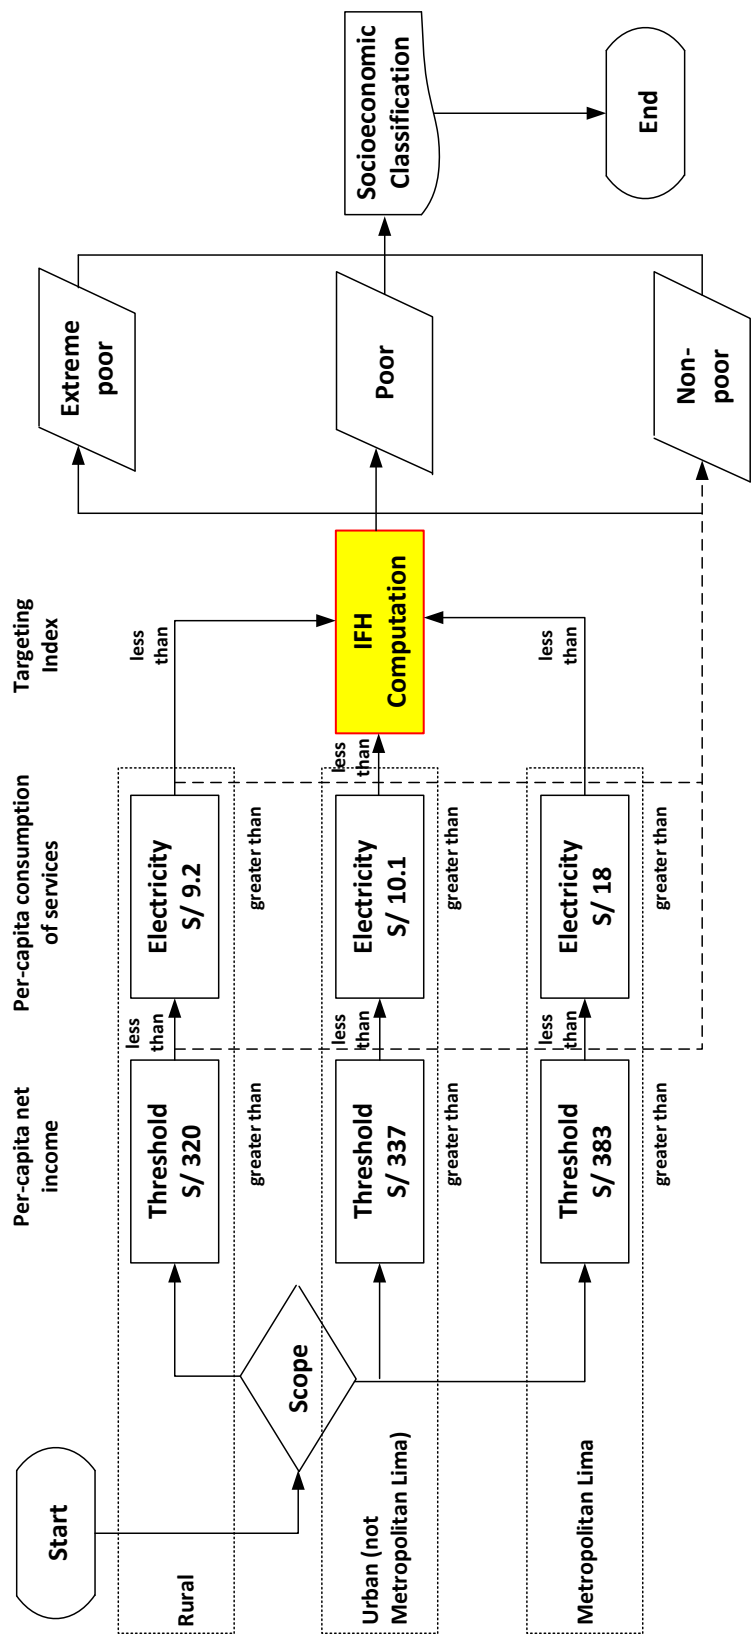 Per-capita net
income
Per-capita consumption
of services
Targeting
Index
Start
Scope
Rural
Threshold
S/ 320
less
than
greater than
Electricity
S/ 9.2
less
than
greater than
Urban (not
Metropolitan Lima)
Threshold
S/ 337
less
than
greater than
Electricity
S/ 10.1
less
than
greater than
Metropolitan Lima
Threshold
S/ 383
less
than
greater than
Electricity
S/ 18
less
than
greater than
IFH
Computation
Extreme
poor
Poor
Non-
poor
Socioeconomic
Classification
End